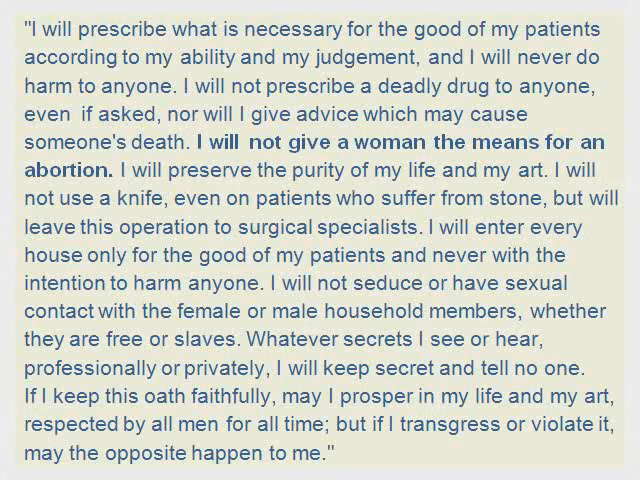 "I will prescribe what is necessary for the good of my patients
according to my ability and my judgement, and I will never do
harm to anyone. I will not prescribe a deadly drug to anyone,
even  if asked, nor will I give advice which may cause
someone's death. I will  not give a woman the means for an
abortion. I will preserve the purity of my life and my art. I will
not use a knife, even on patients who suffer from stone, but will
leave this operation to surgical specialists. I will enter every
house only for the good of my patients and never with the
intention to harm anyone. I will not seduce or have sexual
contact with the female or male household members, whether
they are free or slaves. Whatever secrets I see or hear,
professionally or privately, I will keep secret and tell no one.
If I keep this oath faithfully, may I prosper in my life and my art,
respected by all men for all time; but if I transgress or violate it,
may the opposite happen to me."